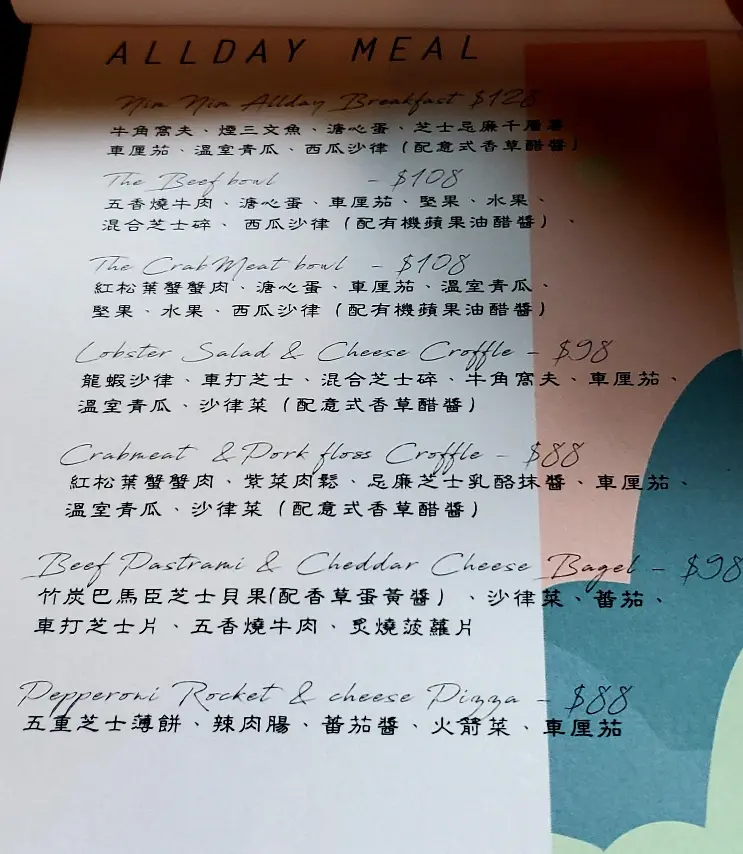 ALLDAY MEAL
Nim Nim Allday Breakfast $128
牛角窩夫、煙三文魚、溏心蛋、芝士忌廉千層薯
車厘茄、溫室青瓜、西瓜沙律（配意式香草醋醬）
The Beef bowl - $108
五香燒牛肉、溏心蛋、車厘茄、堅果、水果、
混合芝士碎、西瓜沙律（配有機蘋果油醋醬）、
The Crab Meat bowl - $108
紅松葉蟹蟹肉、溏心蛋、車厘茄、溫室青瓜、
堅果、水果、西瓜沙律（配有機蘋果油醋醬）
Lobster Salad & Cheese Croffle - $98
龍蝦沙律、車打芝士、混合芝士碎、牛角窩夫、車厘茄、
溫室青瓜、沙律菜（配意式香草醋醬）
Crabmeat & Pork floss Croffle - $88
紅松葉蟹蟹肉、紫菜肉鬆、忌廉芝士乳酪抹醬、車厘茄、
溫室青瓜、沙律菜（配意式香草醋醬）
Beef Pastrami & Cheddar Cheese Bagel - $98
竹炭巴馬臣芝士貝果(配香草蛋黃醬）、沙律菜、蕃茄、
車打芝士片、五香燒牛肉、炙燒菠蘿片
Pepperoni Rocket & cheese Pizza - $88
五重芝士薄餅、辣肉腸、蕃茄醬、火箭菜、車厘茄